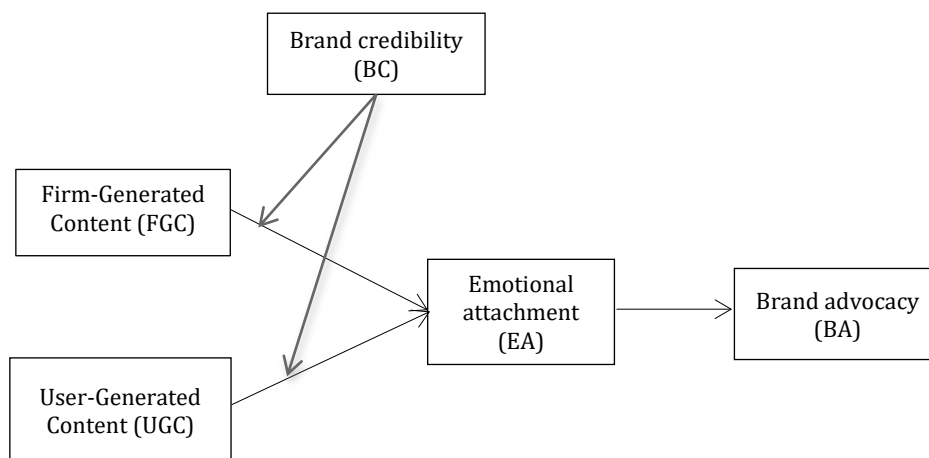 Brand credibility
(BC)
Firm-Generated
Content (FGC)
Emotional
attachment
(EA)
Brand advocacy
(BA)
User-Generated
Content (UGC)